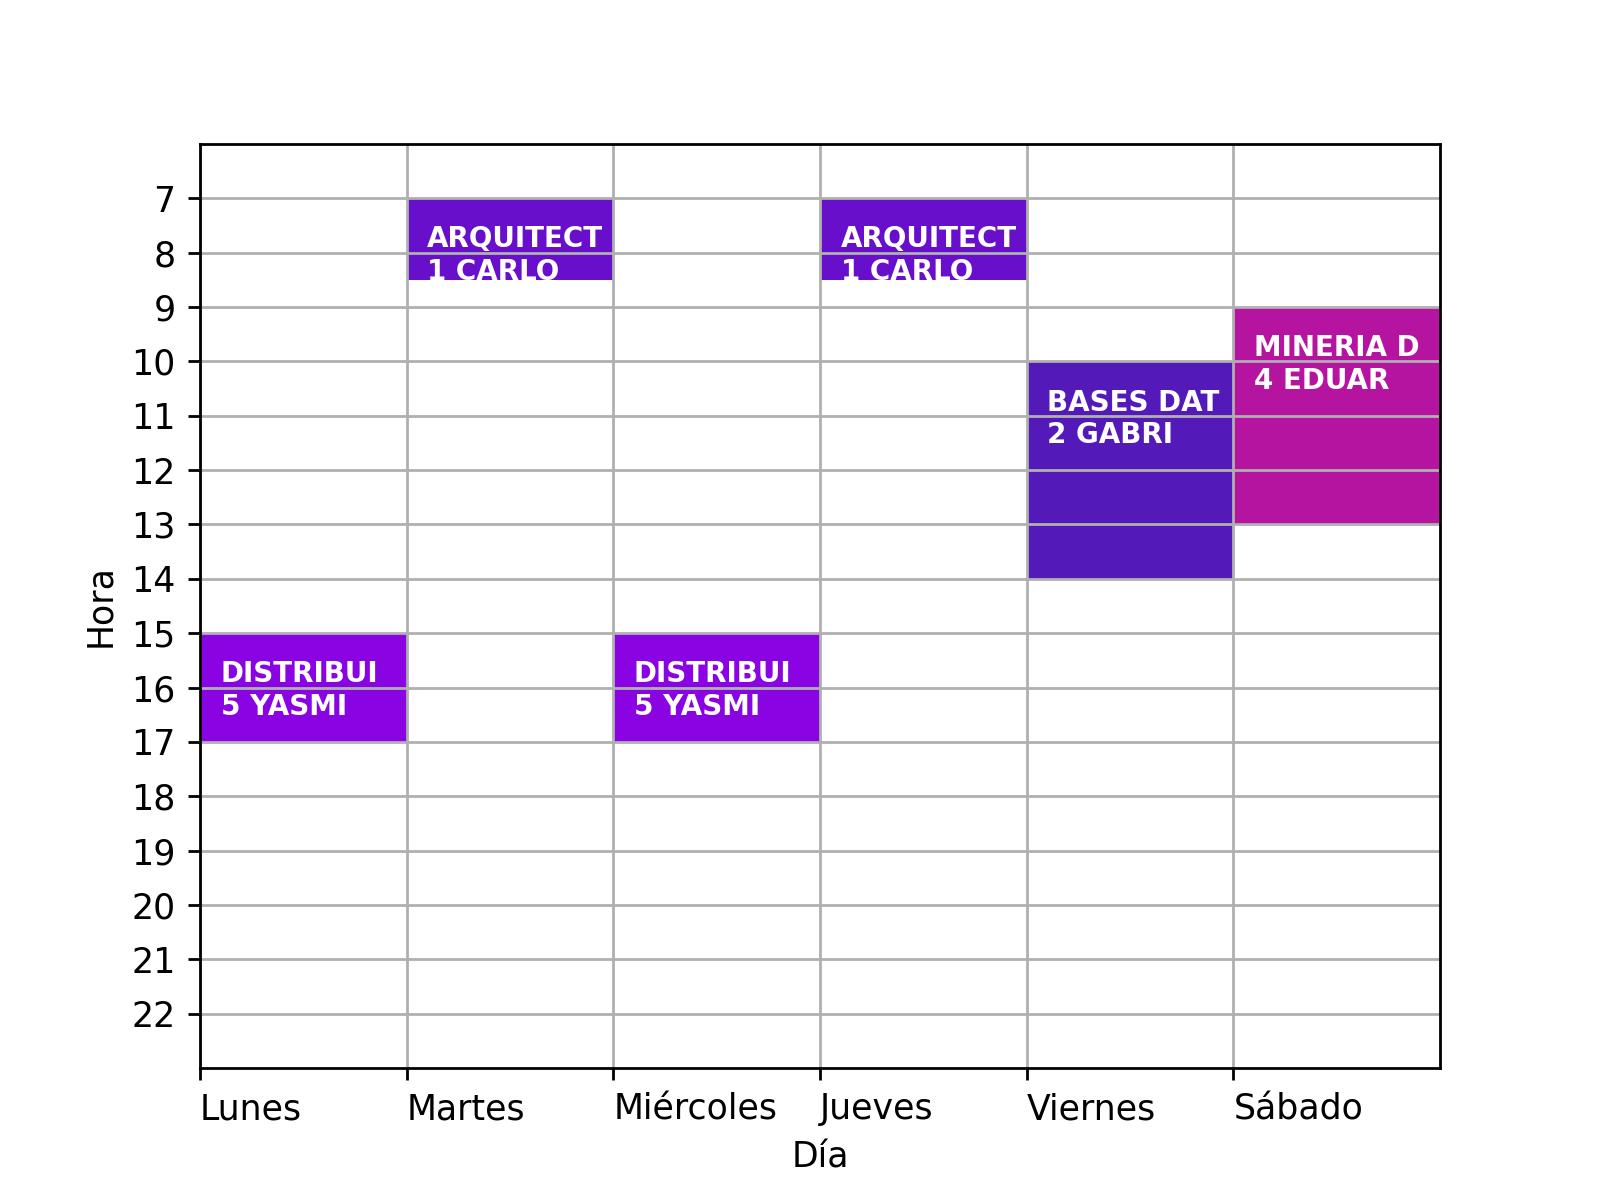 7
8
9
10
11
12
13
14
15
16
17
18
19
20
21
22
Hora
ARQUITECT
1 CARLO
ARQUITECT
1 CARLO
MINERIA D
4 EDUAR
BASES DAT
2 GABRI
DISTRIBUI
5 YASMI
DISTRIBUI
5 YASMI
Lunes
Martes
Miércoles
Jueves
Viernes
Sábado
Día